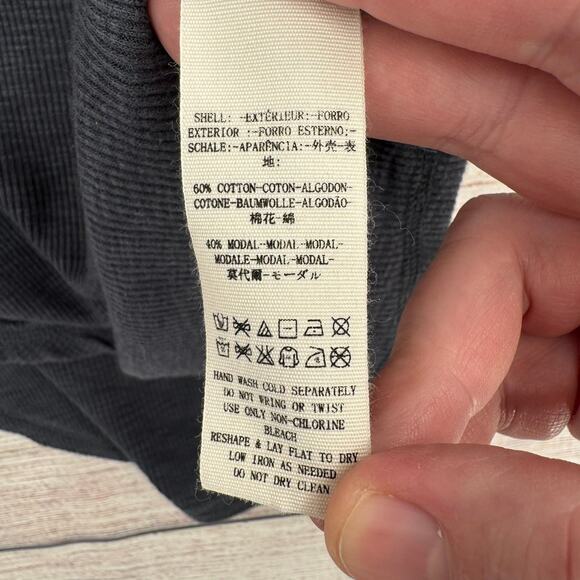 SHELL: -EXTÉRIEUR:-FORRO
EXTERIOR :-FORRO ESTERNO;-
SCHALE:-APARÊNCIA:-外壳-表
地:
60% COTTON-COTON-ALGODON-
COTONE-BAUMWOLLE-ALGODÃO-
棉花-綿
40% MODAL-MODAL-MODAL-
MODALE-MODAL-MODAL-
莫代爾-モーダル
HAND WASH COLD SEPARATELY
DO NOT WRING OR TWIST
USE ONLY NON-CHLORINE
BLEACH
RESHAPE & LAY FLAT TO DRY
LOW IRON AS NEEDED
DO NOT DRY CLEAN